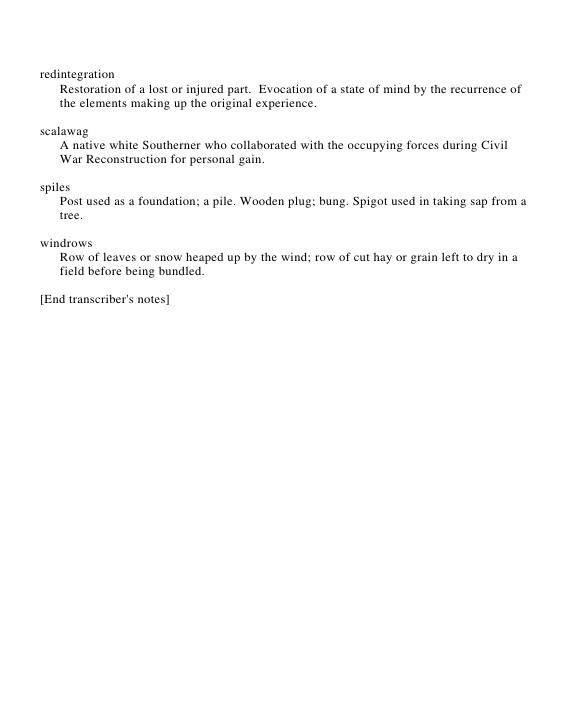 redintegration
Restoration of a lost or injured part.  Evocation of a state of mind by the recurrence of
the elements making up the original experience.
scalawag
A native white Southerner who collaborated with the occupying forces during Civil
War Reconstruction for personal gain.
spiles
Post used as a foundation; a pile. Wooden plug; bung. Spigot used in taking sap from a
tree.
windrows
Row of leaves or snow heaped up by the wind; row of cut hay or grain left to dry in a
field before being bundled.
[End transcriber's notes]